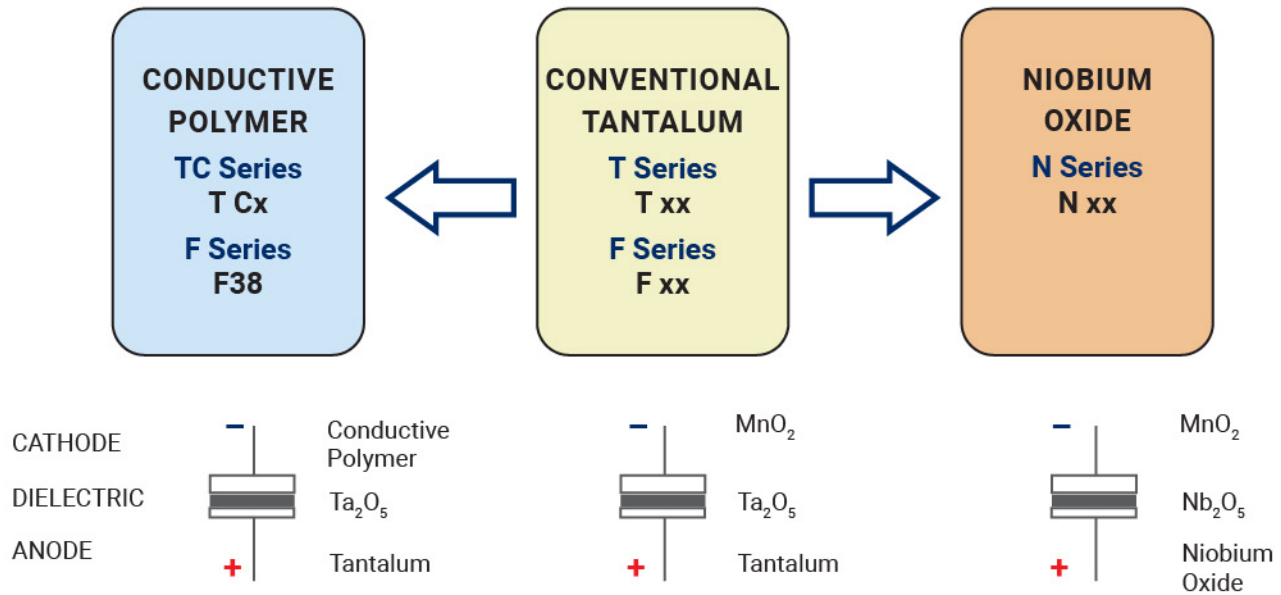 CONDUCTIVE
POLYMER
TC Series
T Cx
F Series
F38
CONVENTIONAL
TANTALUM
T Series
T xx
F Series
F xx
NIOBIUM
OXIDE
N Series
N xx
CATHODE
DIELECTRIC
ANODE
−
Conductive
Polymer
Ta₂O₅
+
Tantalum
−
MnO₂
Ta₂O₅
+
Tantalum
−
MnO₂
Nb₂O₅
+
Niobium
Oxide